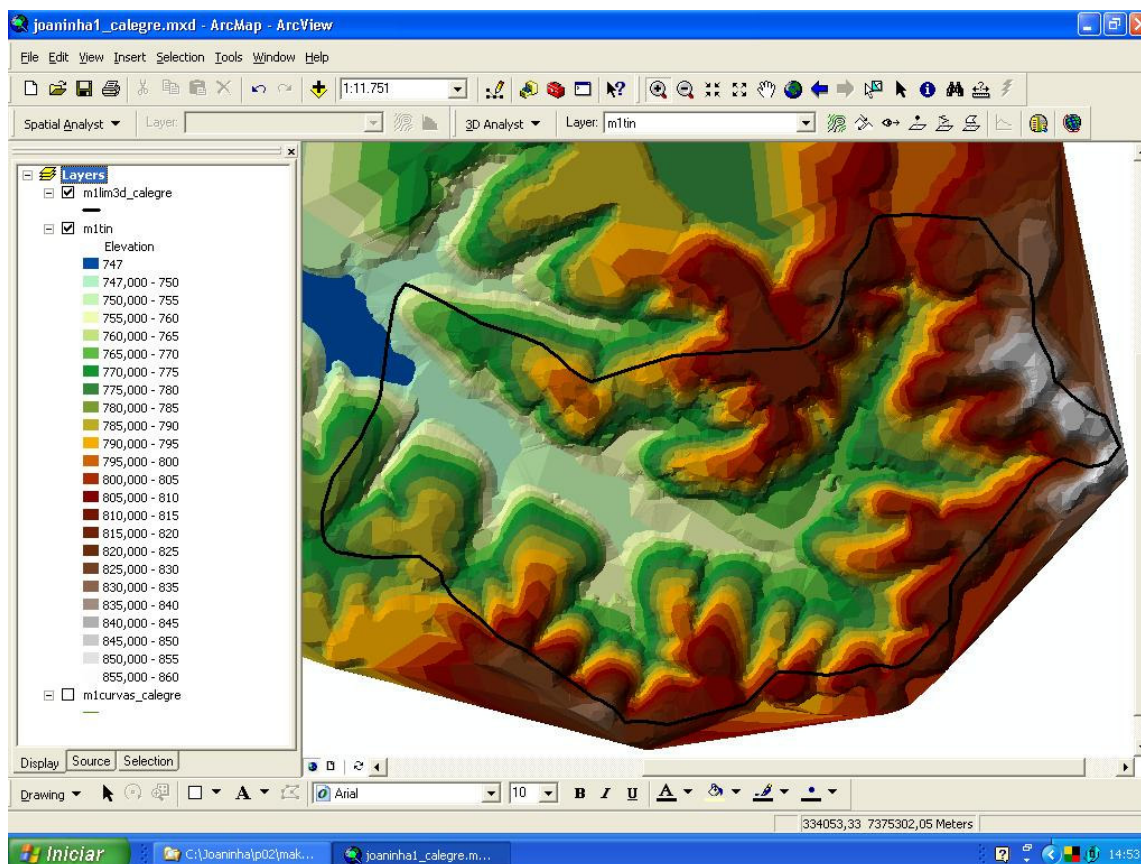 joaninha1_calegre.mxd - ArcMap - ArcView
File Edit View Insert Selection Tools Window Help
1:11.751
Spatial Analyst Layer: 3D Analyst Layer: m1tin
Layers
m1lim3d_calegre
m1tin
Elevation
747
747,000 - 750
750,000 - 755
755,000 - 760
760,000 - 765
765,000 - 770
770,000 - 775
775,000 - 780
780,000 - 785
785,000 - 790
790,000 - 795
795,000 - 800
800,000 - 805
805,000 - 810
810,000 - 815
815,000 - 820
820,000 - 825
825,000 - 830
830,000 - 835
835,000 - 840
840,000 - 845
845,000 - 850
850,000 - 855
855,000 - 860
m1curvas_calegre
Display Source Selection
Drawing A Arial 10 B I U A
334053,33 7375302,05 Meters
Iniciar C:\Joaninha\p02\mak... joaninha1_calegre.m... 14:53